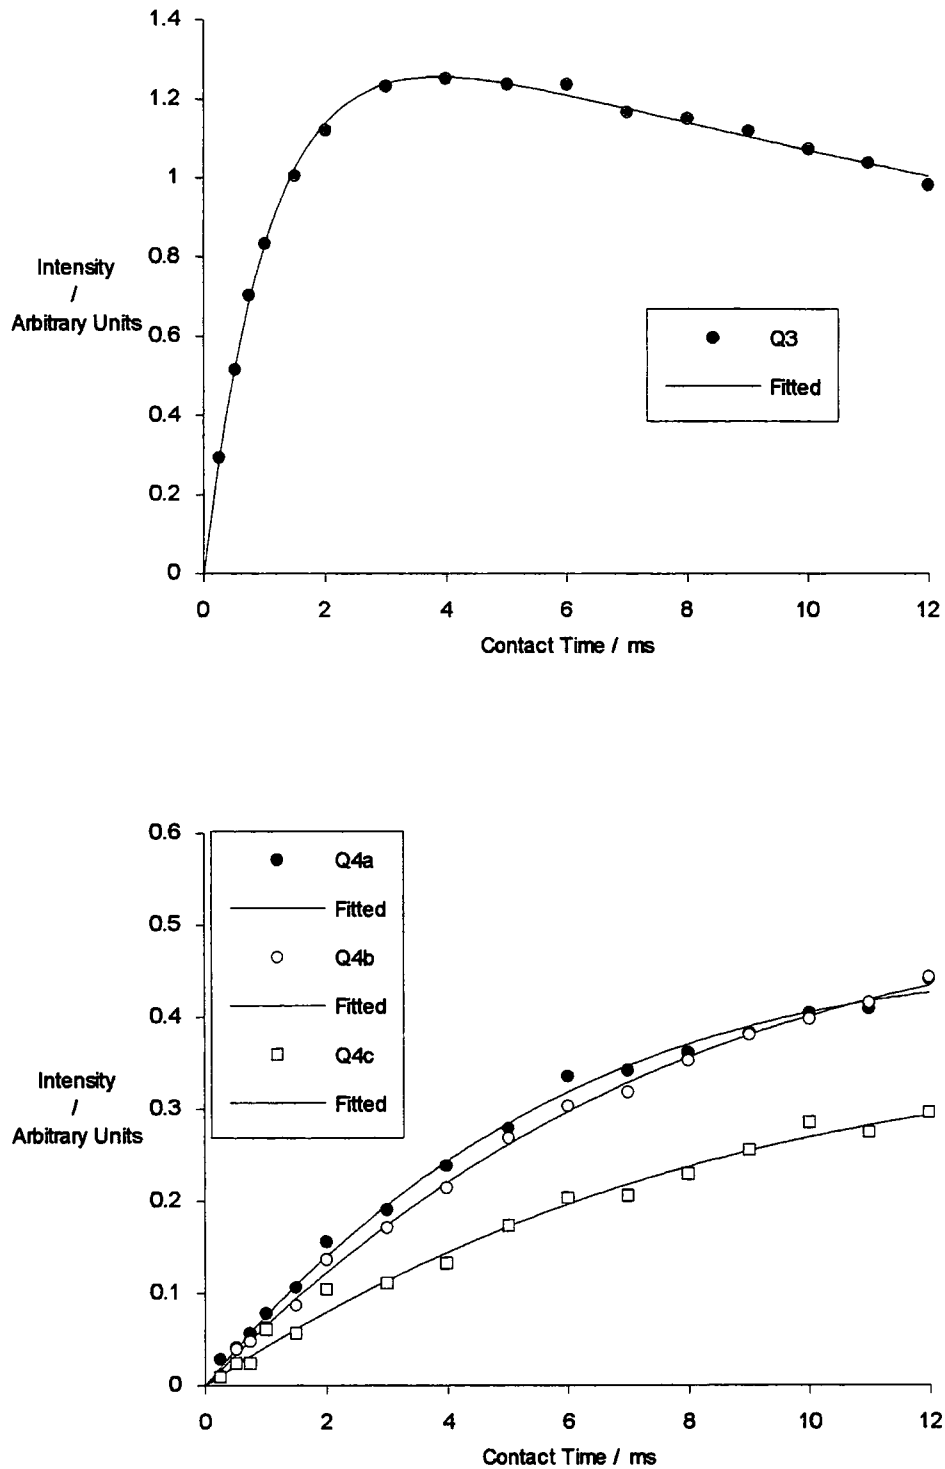 1.4
1.2
1
0.8
0.6
0.4
0.2
0
Intensity
/
Arbitrary Units
Q3
Fitted
0 2 4 6 8 10 12
Contact Time / ms
0.6
0.5
0.4
0.3
0.2
0.1
0
Q4a
Fitted
Q4b
Fitted
Q4c
Fitted
Intensity
/
Arbitrary Units
0 2 4 6 8 10 12
Contact Time / ms